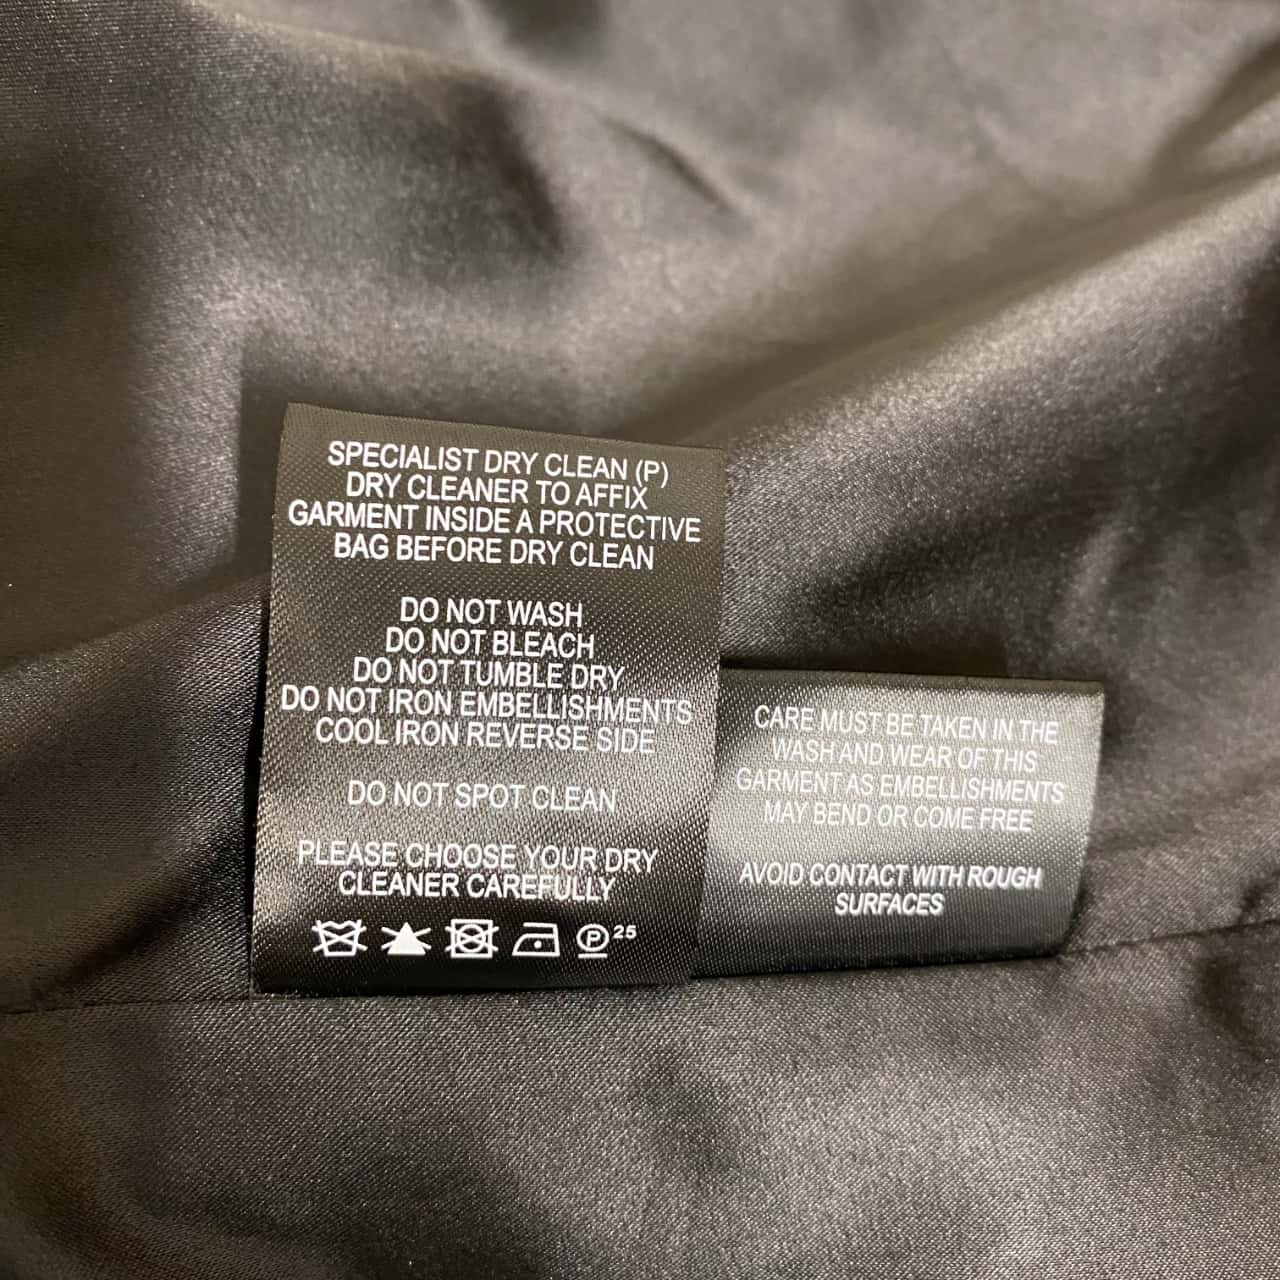 SPECIALIST DRY CLEAN (P)
DRY CLEANER TO AFFIX
GARMENT INSIDE A PROTECTIVE
BAG BEFORE DRY CLEAN
DO NOT WASH
DO NOT BLEACH
DO NOT TUMBLE DRY
DO NOT IRON EMBELLISHMENTS
COOL IRON REVERSE SIDE
DO NOT SPOT CLEAN
PLEASE CHOOSE YOUR DRY
CLEANER CAREFULLY
P 25
CARE MUST BE TAKEN IN THE
WASH AND WEAR OF THIS
GARMENT AS EMBELLISHMENTS
MAY BEND OR COME FREE
AVOID CONTACT WITH ROUGH
SURFACES